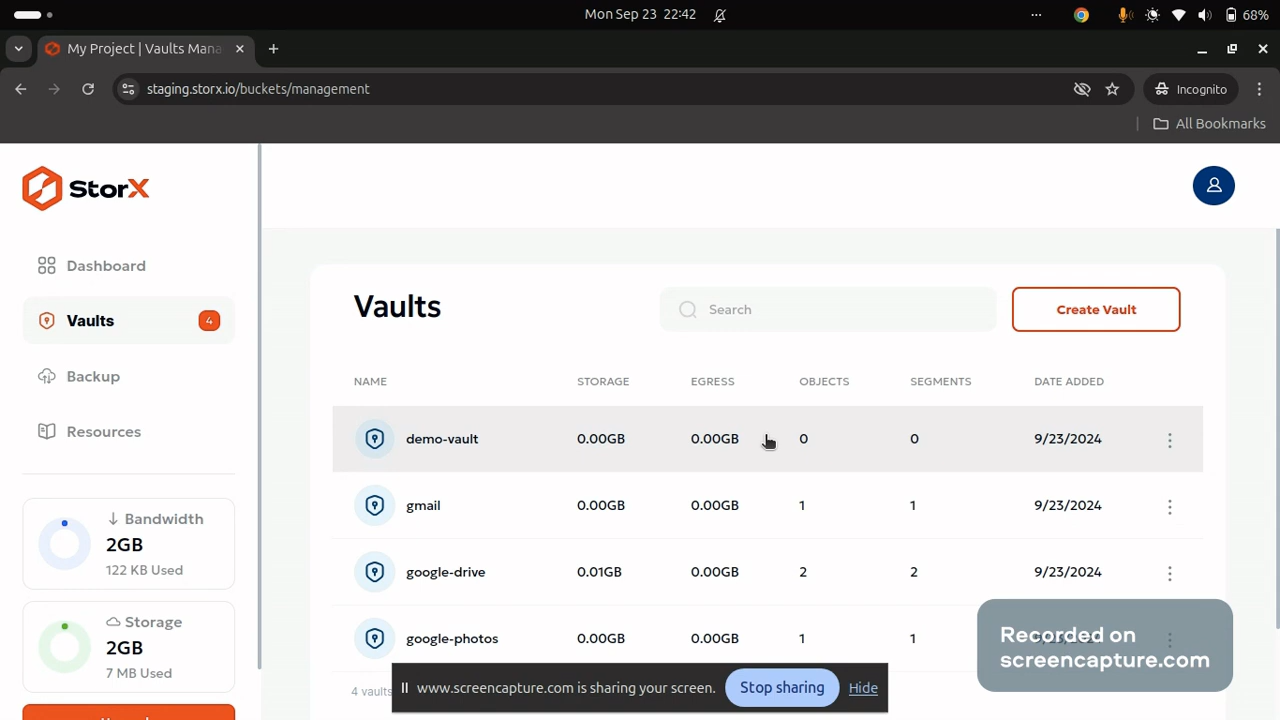 Mon Sep 23 22:42
68%
My Project | Vaults Mana
staging.storx.io/buckets/management
Incognito
All Bookmarks
StorX
Dashboard
Vaults 4
Backup
Resources
Bandwidth
2GB
122 KB Used
Storage
2GB
7 MB Used
Vaults
Search
Create Vault
NAME STORAGE EGRESS OBJECTS SEGMENTS DATE ADDED
demo-vault 0.00GB 0.00GB 0 0 9/23/2024
gmail 0.00GB 0.00GB 1 1 9/23/2024
google-drive 0.01GB 0.00GB 2 2 9/23/2024
google-photos 0.00GB 0.00GB 1 1
4 vaults
Recorded on
screencapture.com
www.screencapture.com is sharing your screen. Stop sharing Hide